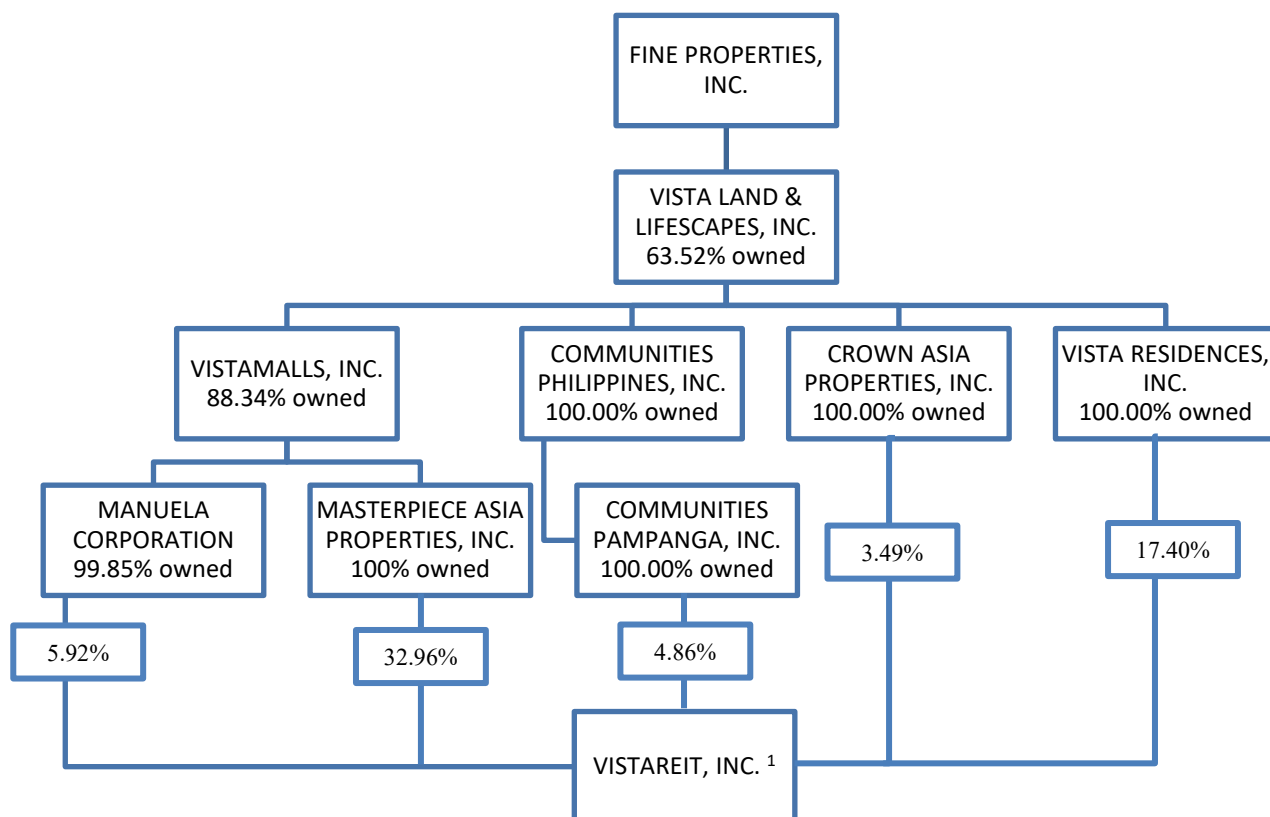 FINE PROPERTIES,
INC.
VISTA LAND &
LIFESCAPES, INC.
63.52% owned
VISTAMALLS, INC.
88.34% owned
COMMUNITIES
PHILIPPINES, INC.
100.00% owned
CROWN ASIA
PROPERTIES, INC.
100.00% owned
VISTA RESIDENCES,
INC.
100.00% owned
MANUELA
CORPORATION
99.85% owned
MASTERPIECE ASIA
PROPERTIES, INC.
100% owned
COMMUNITIES
PAMPANGA, INC.
100.00% owned
3.49%
17.40%
5.92%
32.96%
4.86%
VISTAREIT, INC. ¹